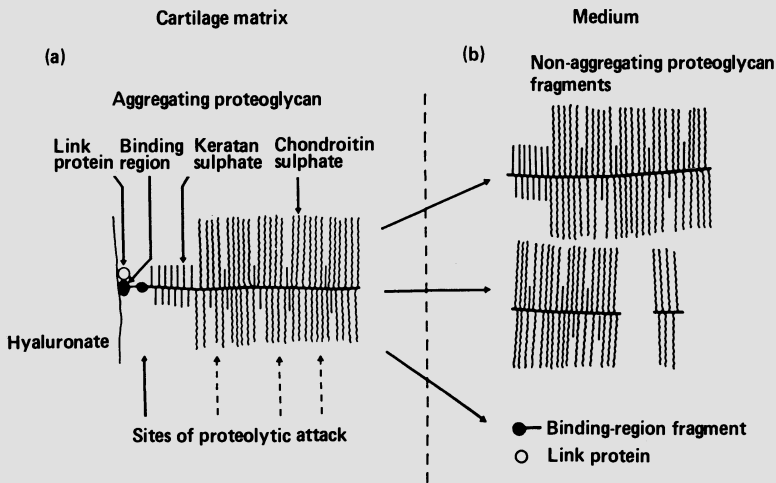 Cartilage matrix
Medium
(a)
(b)
Non-aggregating proteoglycan
fragments
Aggregating proteoglycan
Link
protein
Binding
region
Keratan
sulphate
Chondroitin
sulphate
Hyaluronate
Sites of proteolytic attack
Binding-region fragment
Link protein